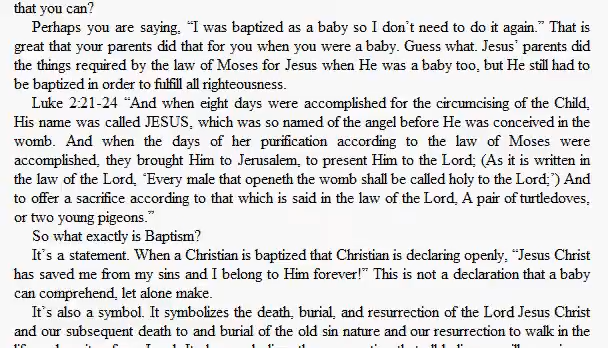 that you can?
Perhaps you are saying, “I was baptized as a baby so I don’t need to do it again.” That is
great that your parents did that for you when you were a baby. Guess what. Jesus’ parents did
the things required by the law of Moses for Jesus when He was a baby too, but He still had to
be baptized in order to fulfill all righteousness.
Luke 2:21-24 “And when eight days were accomplished for the circumcising of the Child,
His name was called JESUS, which was so named of the angel before He was conceived in the
womb. And when the days of her purification according to the law of Moses were
accomplished, they brought Him to Jerusalem, to present Him to the Lord; (As it is written in
the law of the Lord, ‘Every male that openeth the womb shall be called holy to the Lord;’) And
to offer a sacrifice according to that which is said in the law of the Lord, A pair of turtledoves,
or two young pigeons.”
So what exactly is Baptism?
It’s a statement. When a Christian is baptized that Christian is declaring openly, “Jesus Christ
has saved me from my sins and I belong to Him forever!” This is not a declaration that a baby
can comprehend, let alone make.
It’s also a symbol. It symbolizes the death, burial, and resurrection of the Lord Jesus Christ
and our subsequent death to and burial of the old sin nature and our resurrection to walk in the